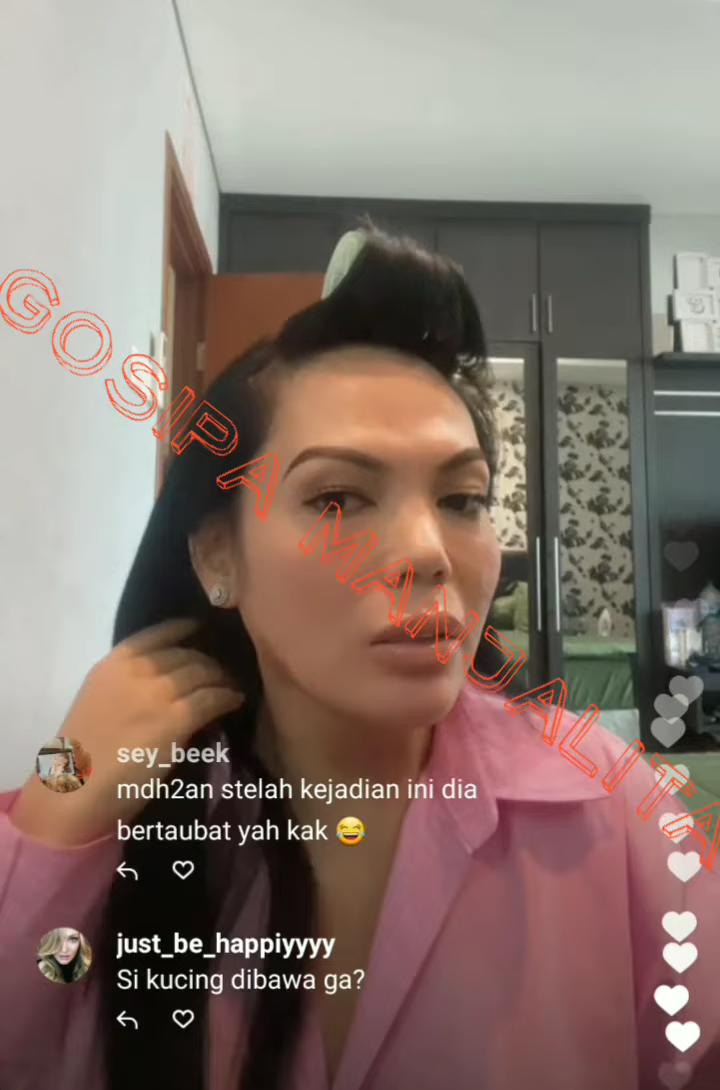 GOSIPA MANJALITA
sey_beek
mdh2an stelah kejadian ini dia
bertaubat yah kak 😂
just_be_happiyyyy
Si kucing dibawa ga?